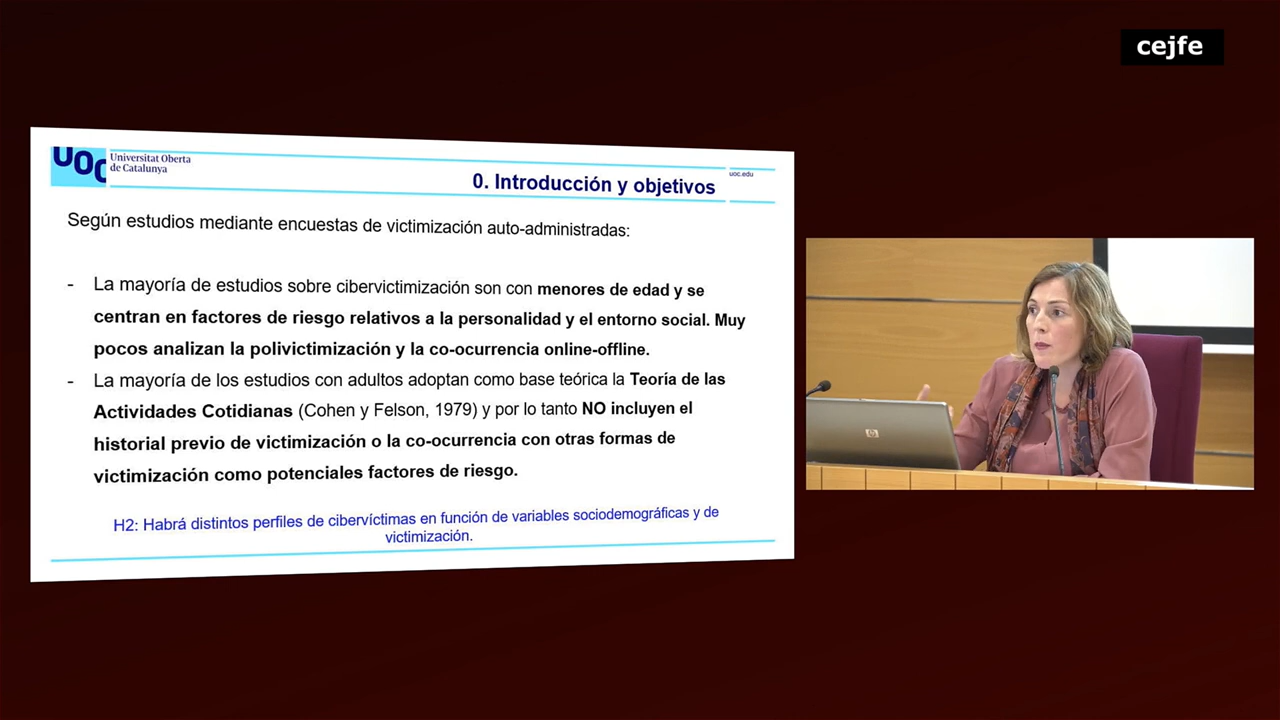 cejfe
UOC
Universitat Oberta
de Catalunya
uoc.edu
0. Introducción y objetivos
Según estudios mediante encuestas de victimización auto-administradas:
- La mayoría de estudios sobre cibervictimización son con menores de edad y se
centran en factores de riesgo relativos a la personalidad y el entorno social. Muy
pocos analizan la polivictimización y la co-ocurrencia online-offline.
- La mayoría de los estudios con adultos adoptan como base teórica la Teoría de las
Actividades Cotidianas (Cohen y Felson, 1979) y por lo tanto NO incluyen el
historial previo de victimización o la co-ocurrencia con otras formas de
victimización como potenciales factores de riesgo.
H2: Habrá distintos perfiles de cibervíctimas en función de variables sociodemográficas y de
victimización.
hp